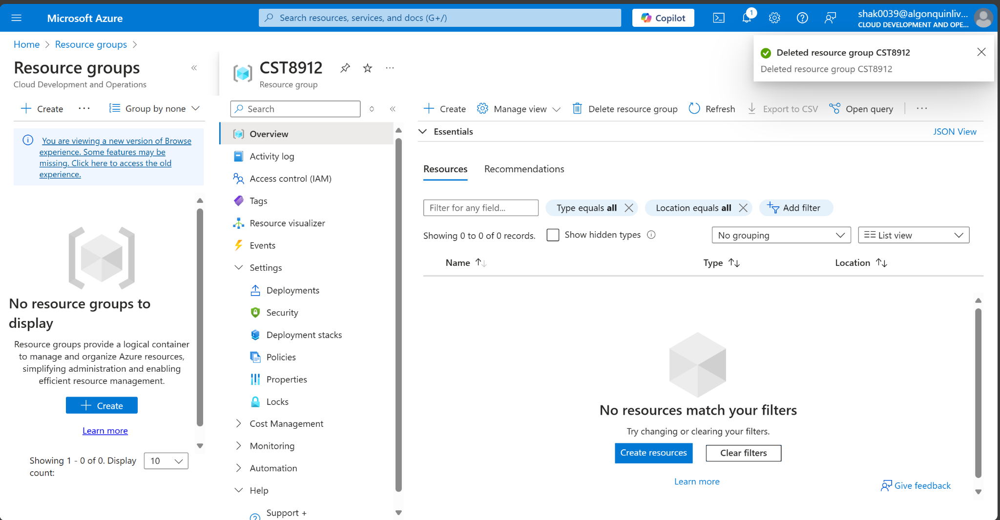 Microsoft Azure
Search resources, services, and docs (G+/)
Copilot
1
shak0039@algonquinliv...
CLOUD DEVELOPMENT AND OPE...
Home > Resource groups >
Deleted resource group CST8912
Deleted resource group CST8912
Resource groups
Cloud Development and Operations
Create
Group by none
You are viewing a new version of Browse
experience. Some features may be
missing. Click here to access the old
experience.
No resource groups to
display
Resource groups provide a logical container
to manage and organize Azure resources,
simplifying administration and enabling
efficient resource management.
Create
Learn more
Showing 1 - 0 of 0. Display
count:
10
CST8912
Resource group
Search
Overview
Activity log
Access control (IAM)
Tags
Resource visualizer
Events
Settings
Deployments
Security
Deployment stacks
Policies
Properties
Locks
Cost Management
Monitoring
Automation
Help
Support +
Create
Manage view
Delete resource group
Refresh
Export to CSV
Open query
Essentials
JSON View
Resources
Recommendations
Filter for any field...
Type equals all
Location equals all
Add filter
Showing 0 to 0 of 0 records.
Show hidden types
No grouping
List view
Name
Type
Location
No resources match your filters
Try changing or clearing your filters.
Create resources
Clear filters
Learn more
Give feedback